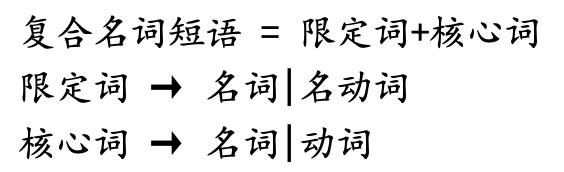 复合名词短语 = 限定词+核心词
限定词 → 名词|名动词
核心词 → 名词|动词